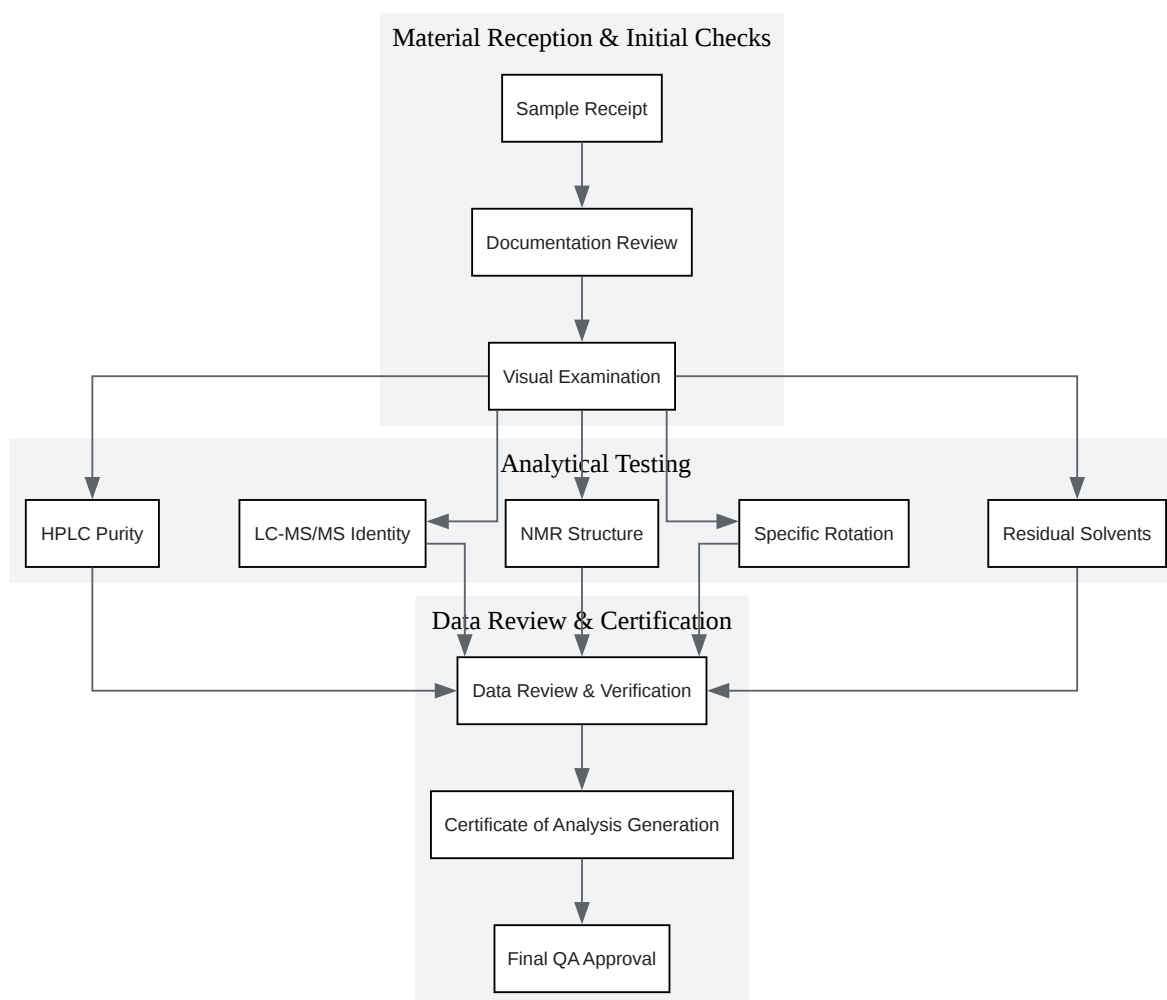 Material Reception & Initial Checks
Sample Receipt
Documentation Review
Visual Examination
Analytical Testing
HPLC Purity
LC-MS/MS Identity
NMR Structure
Specific Rotation
Residual Solvents
Data Review & Certification
Data Review & Verification
Certificate of Analysis Generation
Final QA Approval